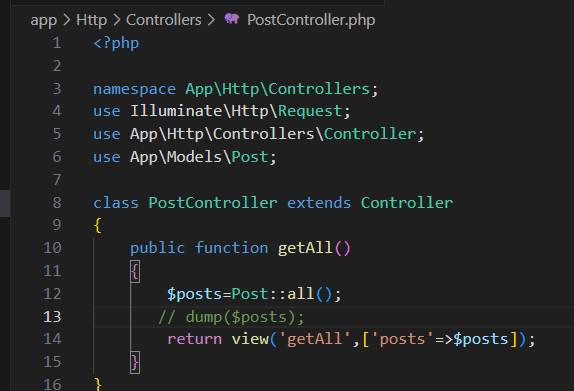 app > Http > Controllers > PostController.php
1 <?php
2
3 namespace App\Http\Controllers;
4 use Illuminate\Http\Request;
5 use App\Http\Controllers\Controller;
6 use App\Models\Post;
7
8 class PostController extends Controller
9 {
10 public function getAll()
11 {
12 $posts=Post::all();
13 // dump($posts);
14 return view('getAll',['posts'=>$posts]);
15 }
16 }